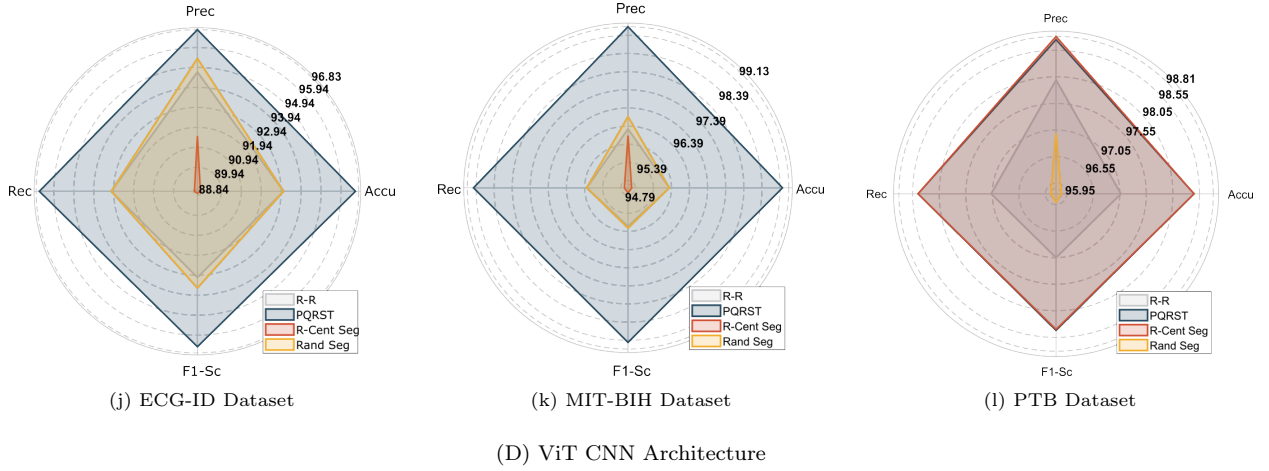 Prec
96.83
95.94
94.94
93.94
92.94
91.94
90.94
89.94
88.84
Rec
Accu
R-R
PQRST
R-Cent Seg
Rand Seg
F1-Sc
(j) ECG-ID Dataset
Prec
99.13
98.39
97.39
96.39
95.39
94.79
Rec
Accu
R-R
PQRST
R-Cent Seg
Rand Seg
F1-Sc
(k) MIT-BIH Dataset
Prec
98.81
98.55
98.05
97.55
97.05
96.55
95.95
Rec
Accu
R-R
PQRST
R-Cent Seg
Rand Seg
F1-Sc
(l) PTB Dataset
(D) ViT CNN Architecture